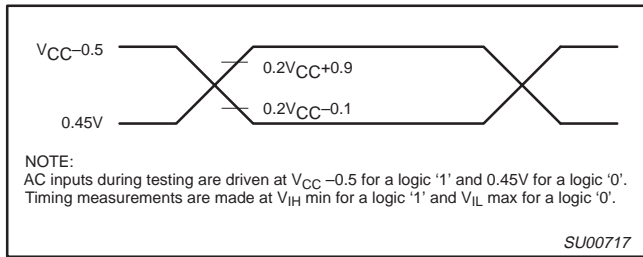 VCC–0.5
0.2VCC+0.9
0.2VCC–0.1
0.45V
NOTE:
AC inputs during testing are driven at VCC –0.5 for a logic ‘1’ and 0.45V for a logic ‘0’.
Timing measurements are made at VIH min for a logic ‘1’ and VIL max for a logic ‘0’.
SU00717